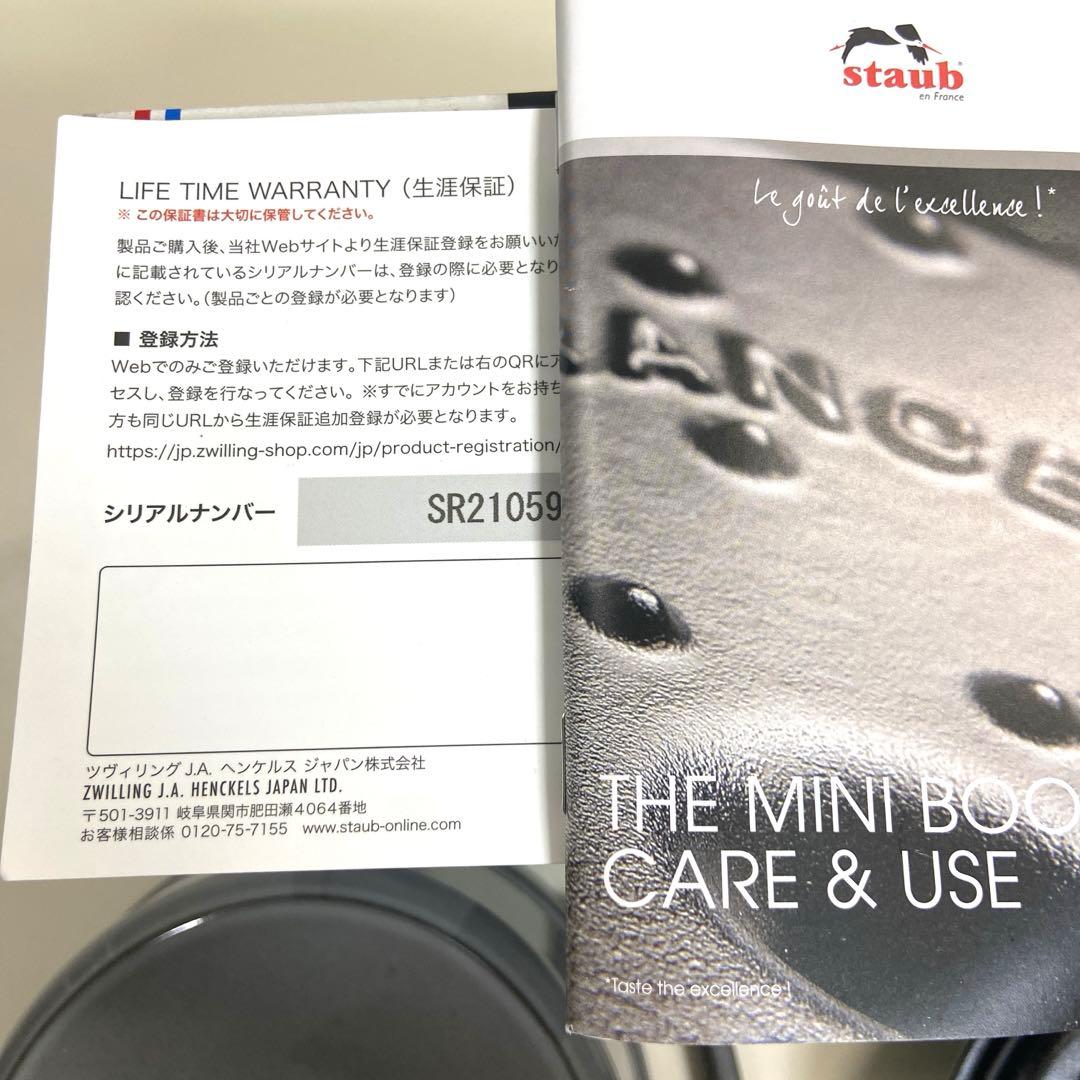 LIFE TIME WARRANTY（生涯保証）
※ この保証書は大切に保管してください。
製品ご購入後、当社Webサイトより生涯保証登録をお願いいた
に記載されているシリアルナンバーは、登録の際に必要となり
認ください。（製品ごとの登録が必要となります）
■ 登録方法
Webでのみご登録いただけます。下記URLまたは右のQRにア
セスし、登録を行なってください。※すでにアカウントをお持ち
方も同じURLから生涯保証追加登録が必要となります。
https://jp.zwilling-shop.com/jp/product-registration/
シリアルナンバー SR21059
ツヴィリング J.A. ヘンケルス ジャパン株式会社
ZWILLING J.A. HENCKELS JAPAN LTD.
〒501-3911 岐阜県関市肥田瀬4064番地
お客様相談係 0120-75-7155 www.staub-online.com
staub
en France
Le goût de l'excellence !*
RANCE
THE MINI BOO
CARE & USE
*Taste the excellence !